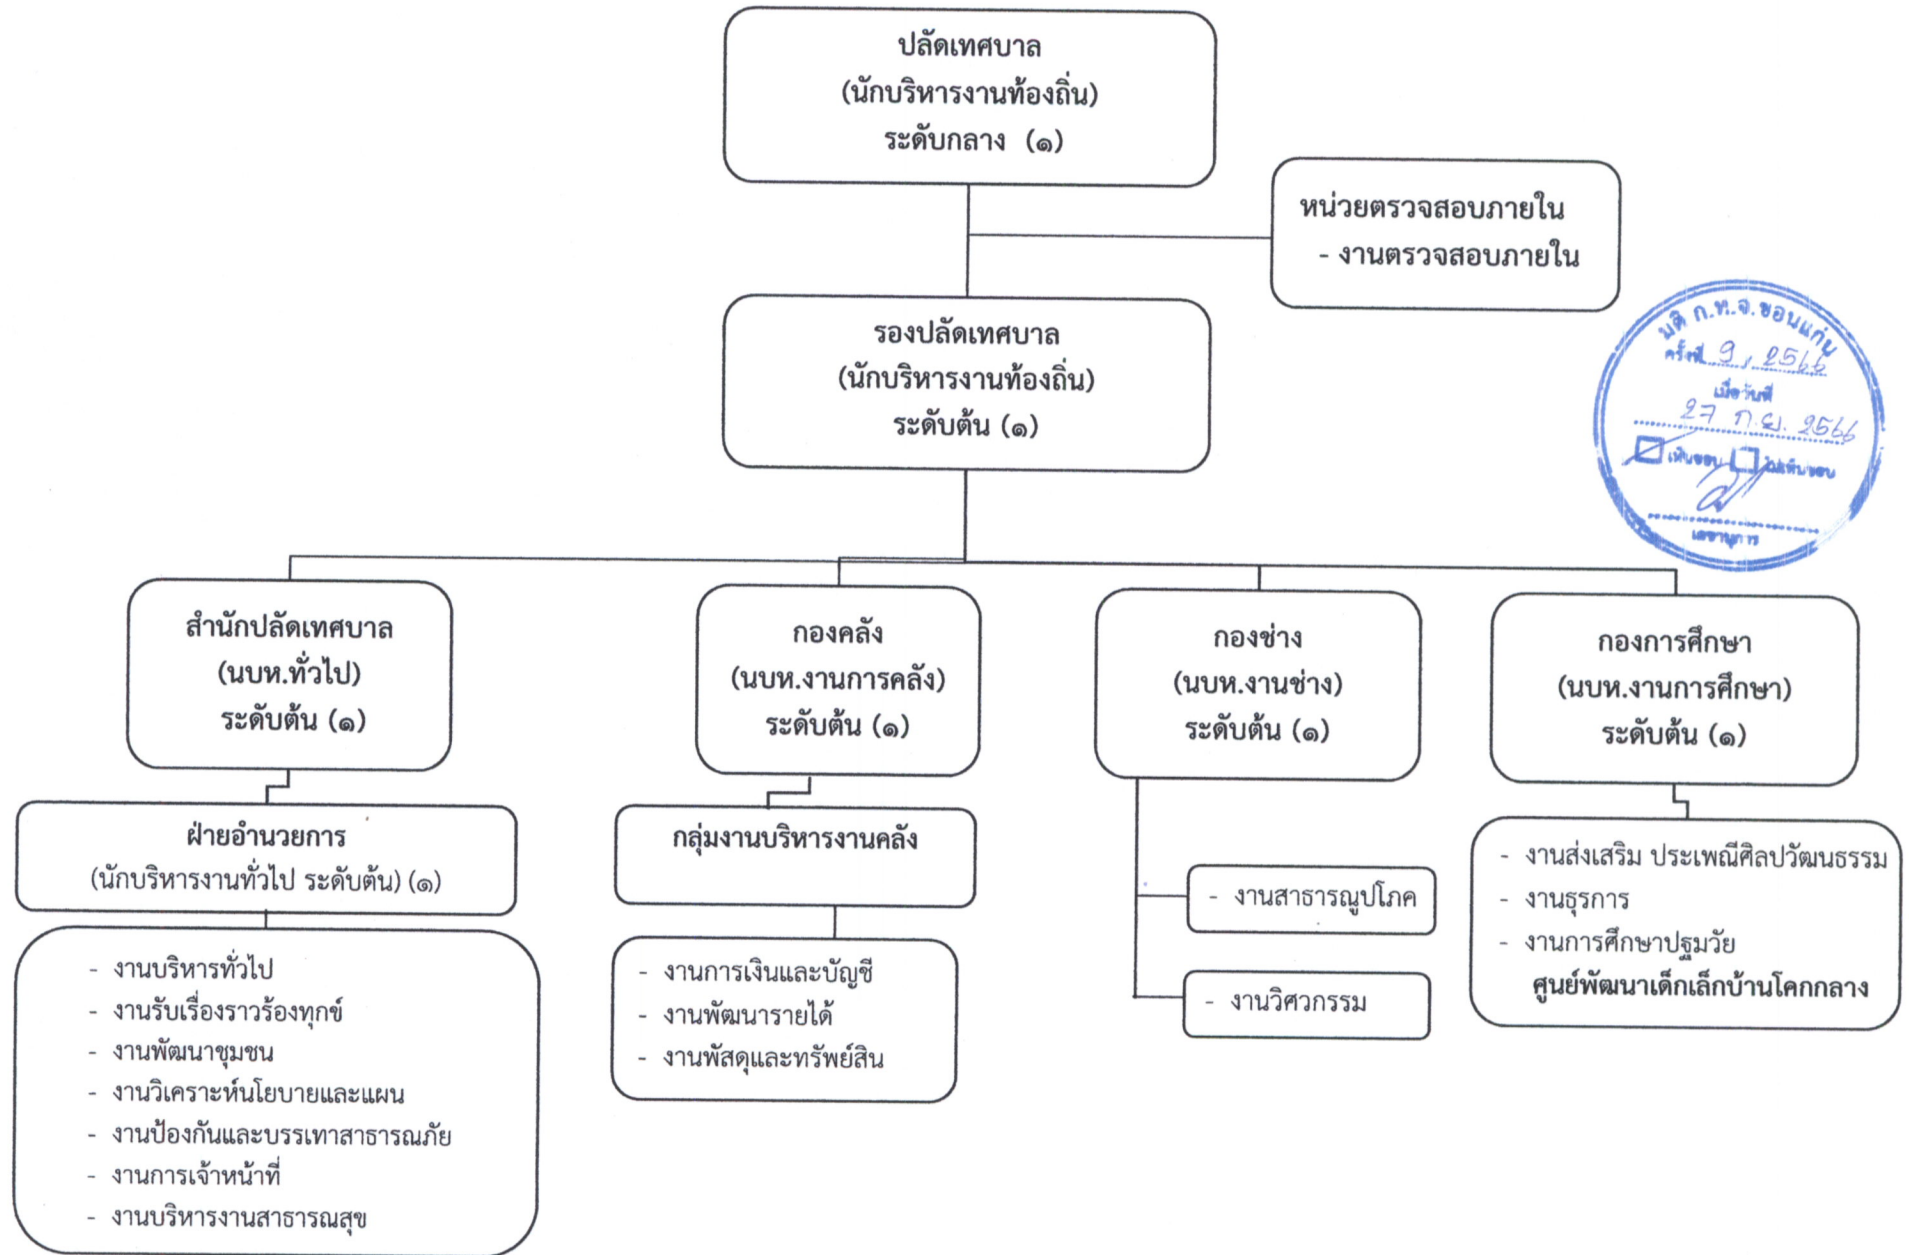 ปลัดเทศบาล
(นักบริหารงานท้องถิ่น)
ระดับกลาง (๑)
หน่วยตรวจสอบภายใน
- งานตรวจสอบภายใน
รองปลัดเทศบาล
(นักบริหารงานท้องถิ่น)
ระดับต้น (๑)
มติ ก.ท.จ.ขอนแก่น
ครั้งที่ 9 / 2566
เมื่อวันที่
27 ก.ย. 2566
เห็นชอบ ไม่เห็นชอบ
เลขานุการ
สำนักปลัดเทศบาล
(นบห.ทั่วไป)
ระดับต้น (๑)
กองคลัง
(นบห.งานการคลัง)
ระดับต้น (๑)
กองช่าง
(นบห.งานช่าง)
ระดับต้น (๑)
กองการศึกษา
(นบห.งานการศึกษา)
ระดับต้น (๑)
ฝ่ายอำนวยการ
(นักบริหารงานทั่วไป ระดับต้น) (๑)
- งานบริหารทั่วไป
- งานรับเรื่องราวร้องทุกข์
- งานพัฒนาชุมชน
- งานวิเคราะห์นโยบายและแผน
- งานป้องกันและบรรเทาสาธารณภัย
- งานการเจ้าหน้าที่
- งานบริหารงานสาธารณสุข
กลุ่มงานบริหารงานคลัง
- งานการเงินและบัญชี
- งานพัฒนารายได้
- งานพัสดุและทรัพย์สิน
- งานสาธารณูปโภค
- งานวิศวกรรม
- งานส่งเสริม ประเพณีศิลปวัฒนธรรม
- งานธุรการ
- งานการศึกษาปฐมวัย
ศูนย์พัฒนาเด็กเล็กบ้านโคกกลาง